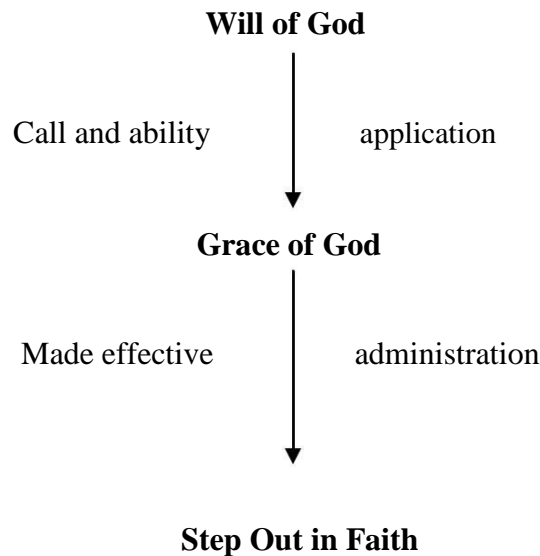 Will of God
Call and ability application
Grace of God
Made effective administration
Step Out in Faith